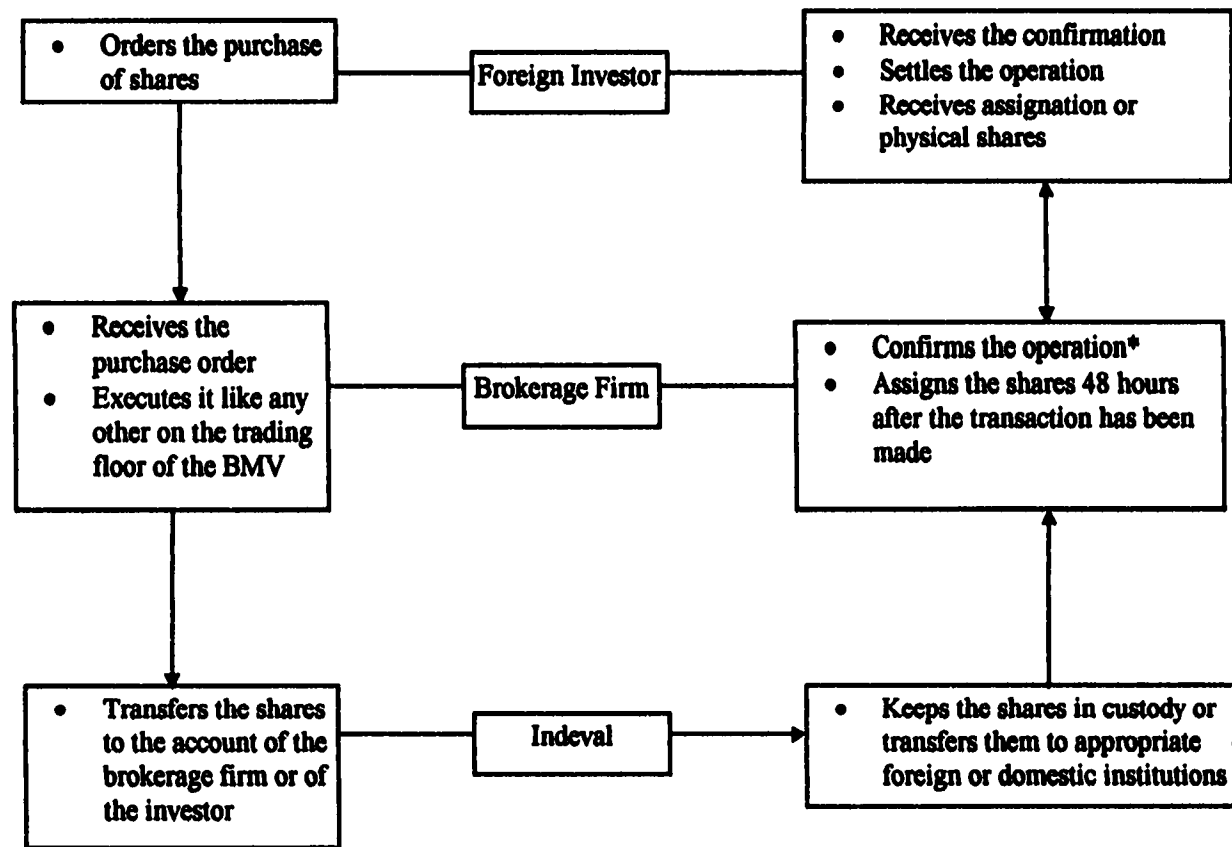 • Orders the purchase
of shares
Foreign Investor
• Receives the confirmation
• Settles the operation
• Receives assignation or
physical shares
• Receives the
purchase order
• Executes it like any
other on the trading
floor of the BMV
Brokerage Firm
• Confirms the operation*
• Assigns the shares 48 hours
after the transaction has been
made
• Transfers the shares
to the account of the
brokerage firm or of
the investor
Indeval
• Keeps the shares in custody or
transfers them to appropriate
foreign or domestic institutions